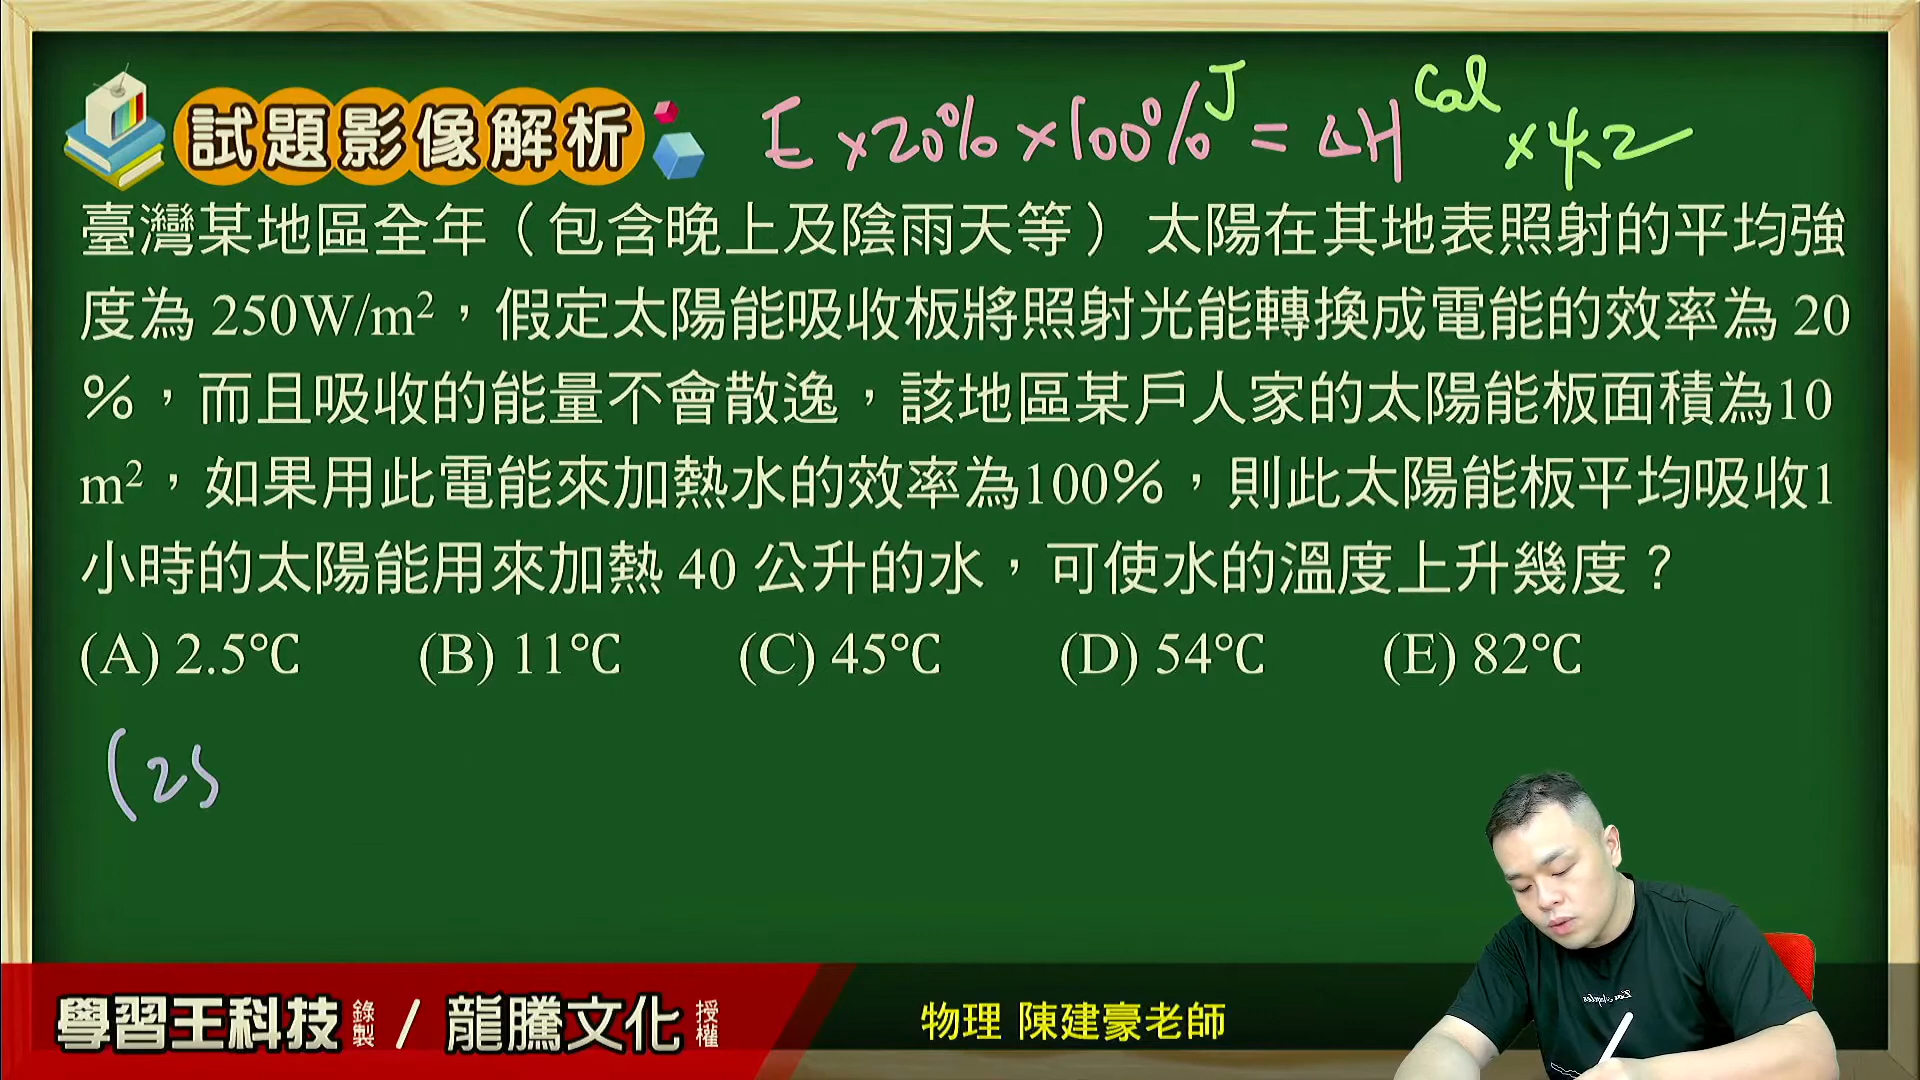 試題影像解析
E ×20% ×100% J = ΔH Cal ×4.2
臺灣某地區全年（包含晚上及陰雨天等）太陽在其地表照射的平均強
度為 250W/m²，假定太陽能吸收板將照射光能轉換成電能的效率為 20
％，而且吸收的能量不會散逸，該地區某戶人家的太陽能板面積為10
m²，如果用此電能來加熱水的效率為100％，則此太陽能板平均吸收1
小時的太陽能用來加熱 40 公升的水，可使水的溫度上升幾度？
(A) 2.5℃ (B) 11℃ (C) 45℃ (D) 54℃ (E) 82℃
(25
學習王科技 錄製 / 龍騰文化 授權
物理 陳建豪老師